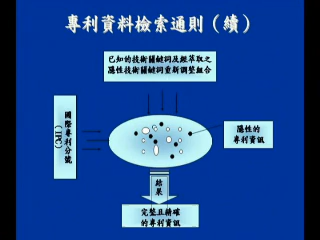 專利資料檢索通則（續）
已知的技術關鍵詞及經萃取之
隱性技術關鍵詞重新調整組合
國際專利分號
（IPC）
隱性的
專利資訊
結果
完整且精確
的專利資訊